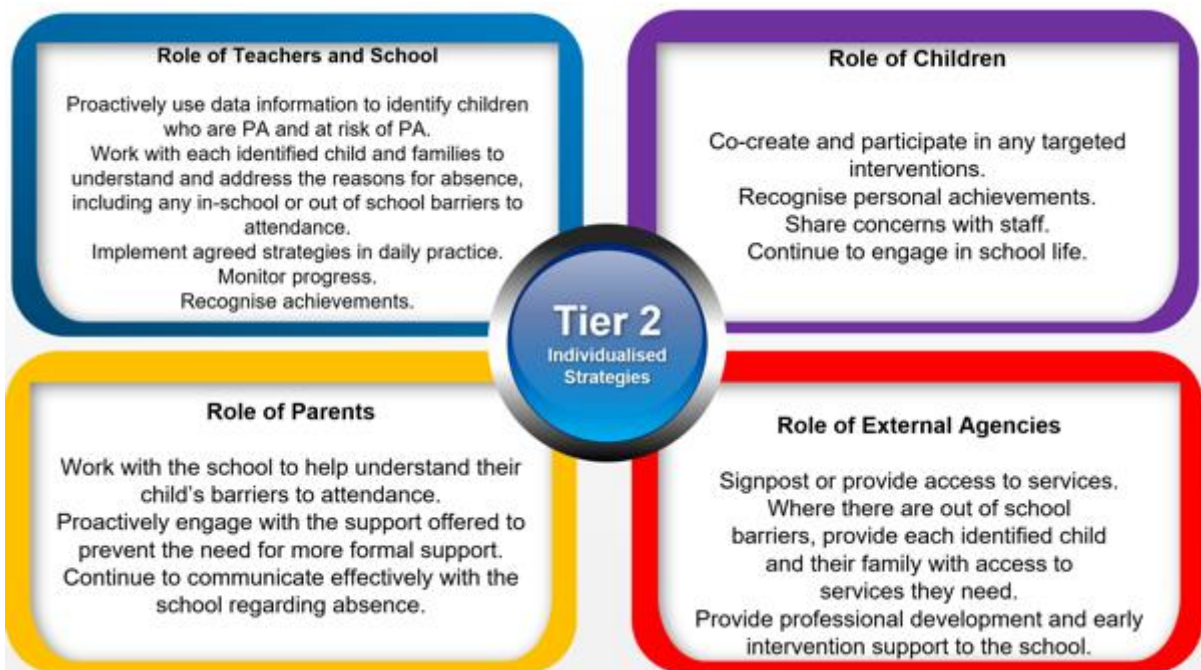 Role of Teachers and School
Proactively use data information to identify children
who are PA and at risk of PA.
Work with each identified child and families to
understand and address the reasons for absence,
including any in-school or out of school barriers to
attendance.
Implement agreed strategies in daily practice.
Monitor progress.
Recognise achievements.
Role of Children
Co-create and participate in any targeted
interventions.
Recognise personal achievements.
Share concerns with staff.
Continue to engage in school life.
Tier 2
Individualised
Strategies
Role of Parents
Work with the school to help understand their
child's barriers to attendance.
Proactively engage with the support offered to
prevent the need for more formal support.
Continue to communicate effectively with the
school regarding absence.
Role of External Agencies
Signpost or provide access to services.
Where there are out of school
barriers, provide each identified child
and their family with access to
services they need.
Provide professional development and early
intervention support to the school.